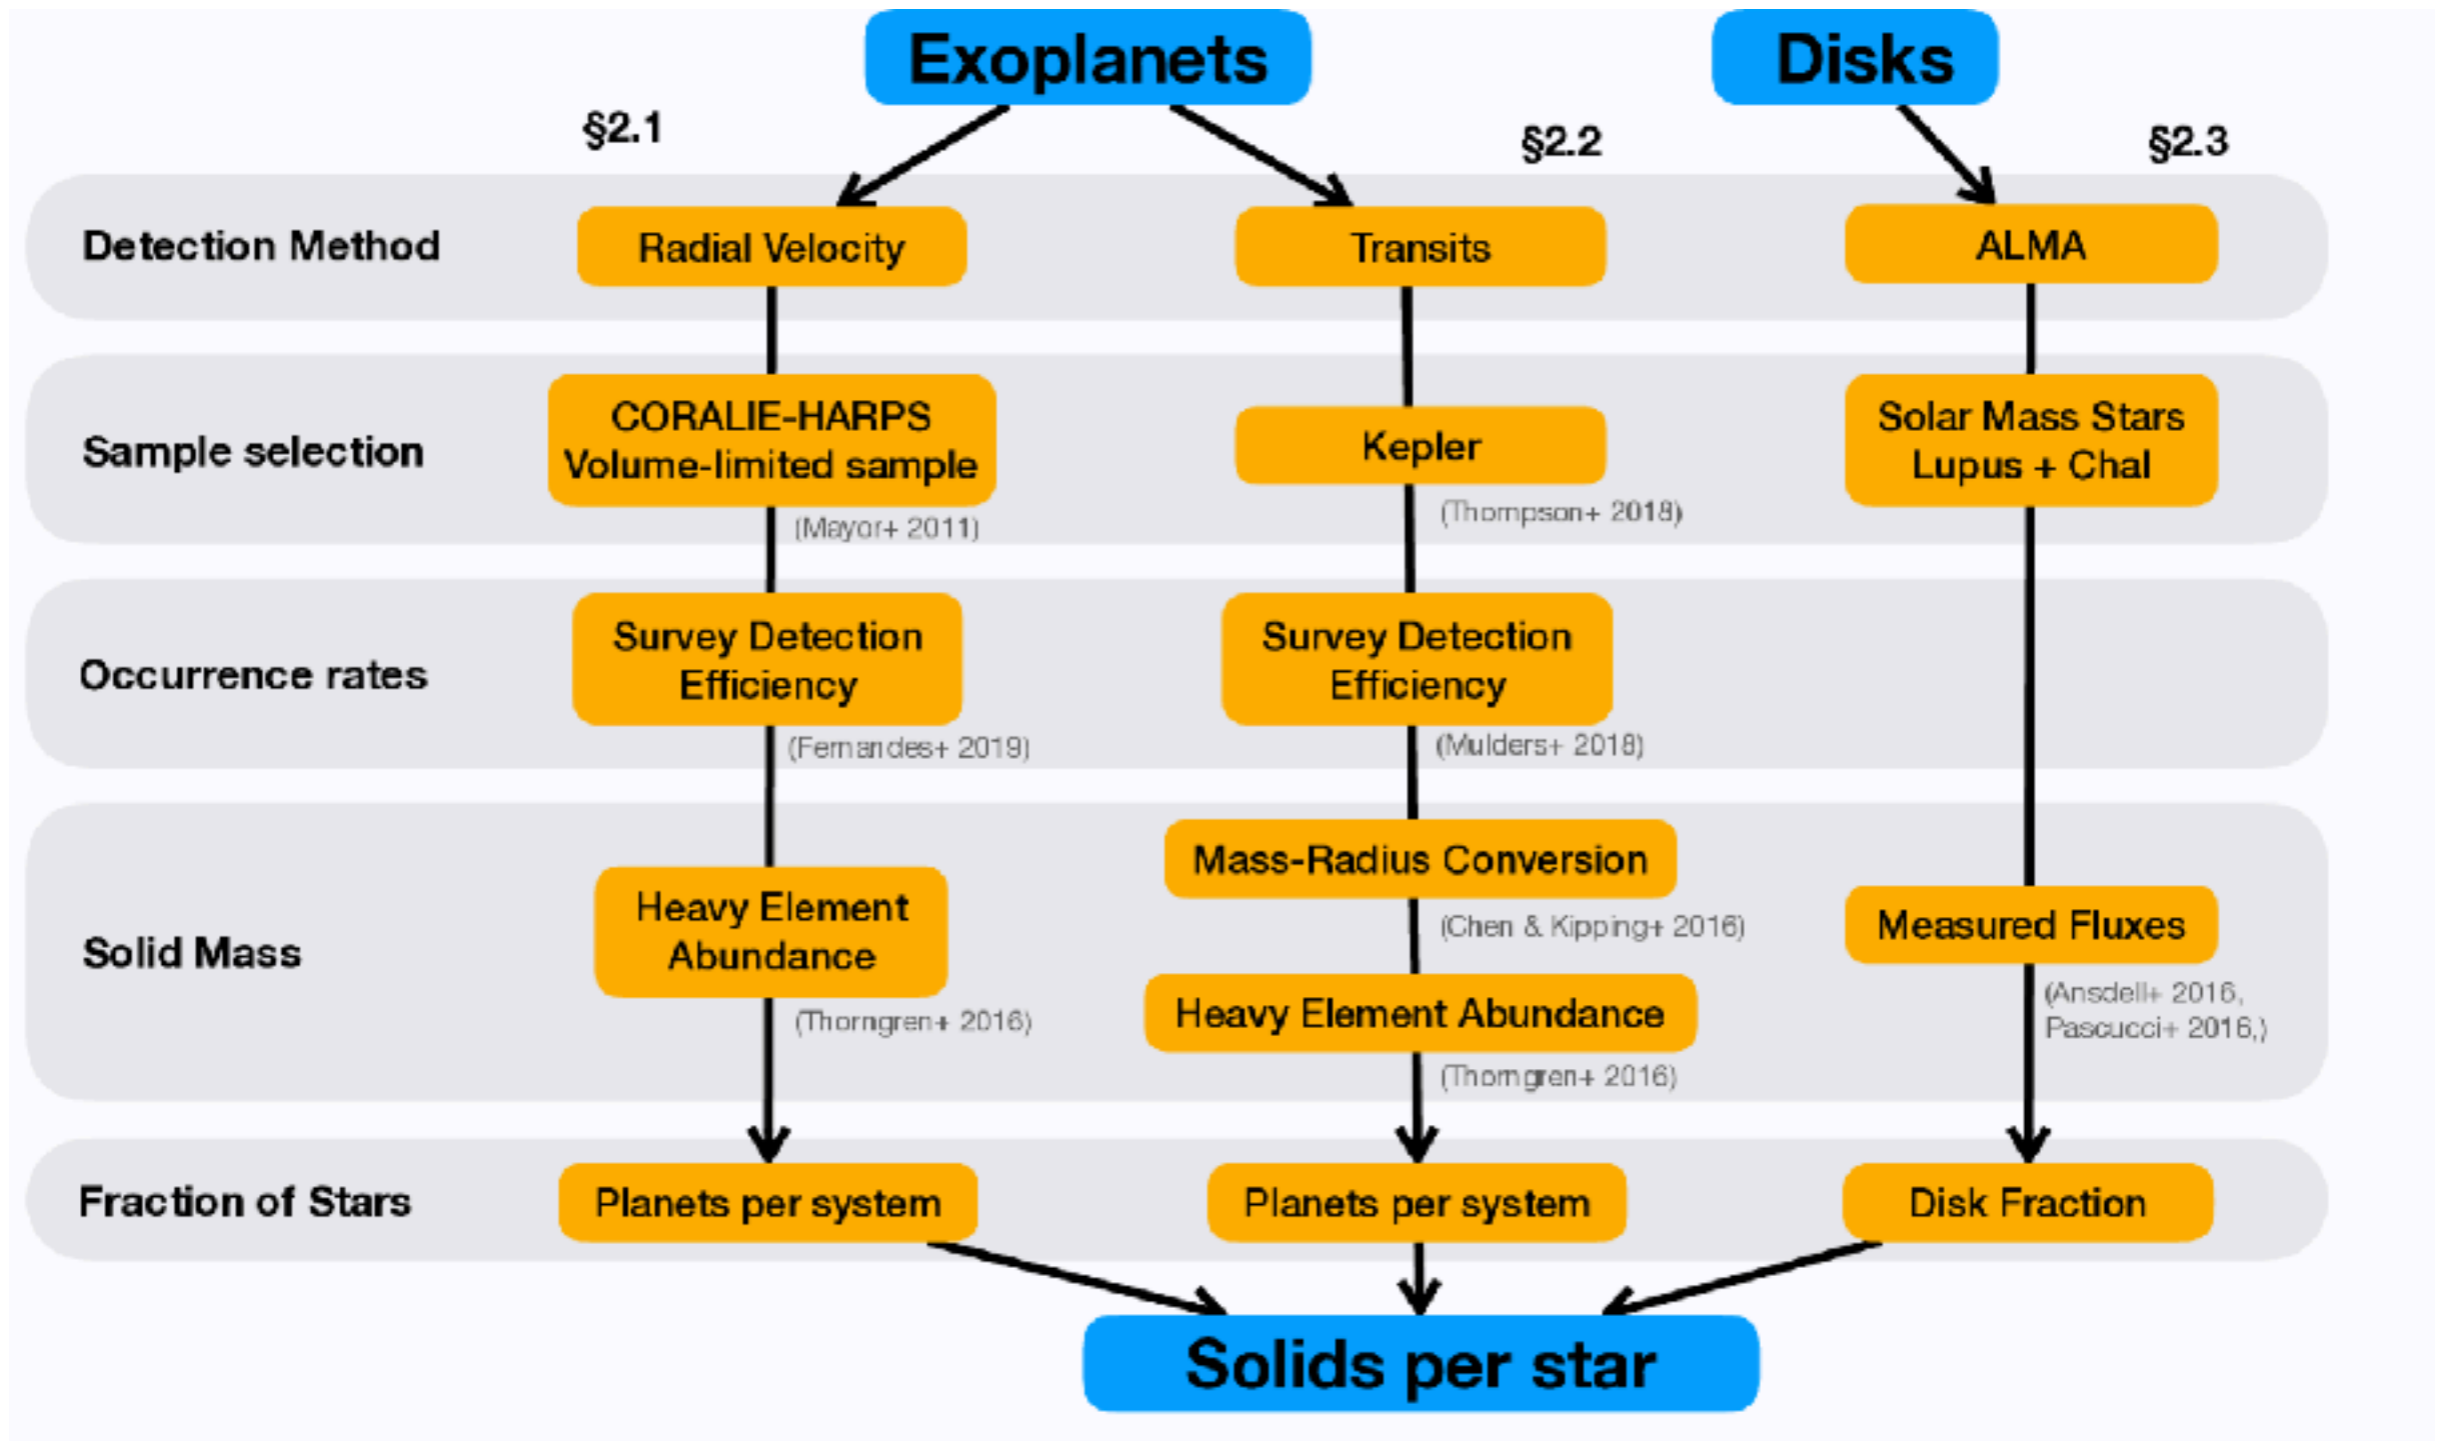 Exoplanets
Disks
§2.1
§2.2
§2.3
Detection Method
Radial Velocity
Transits
ALMA
Sample selection
CORALIE-HARPS
Volume-limited sample
(Mayor+ 2011)
Kepler
(Thompson+ 2018)
Solar Mass Stars
Lupus + ChaI
Occurrence rates
Survey Detection
Efficiency
(Fernandes+ 2019)
Survey Detection
Efficiency
(Mulders+ 2018)
Solid Mass
Heavy Element
Abundance
(Thorngren+ 2016)
Mass-Radius Conversion
(Chen & Kipping+ 2016)
Heavy Element Abundance
(Thorngren+ 2016)
Measured Fluxes
(Ansdell+ 2016,
Pascucci+ 2016,)
Fraction of Stars
Planets per system
Planets per system
Disk Fraction
Solids per star